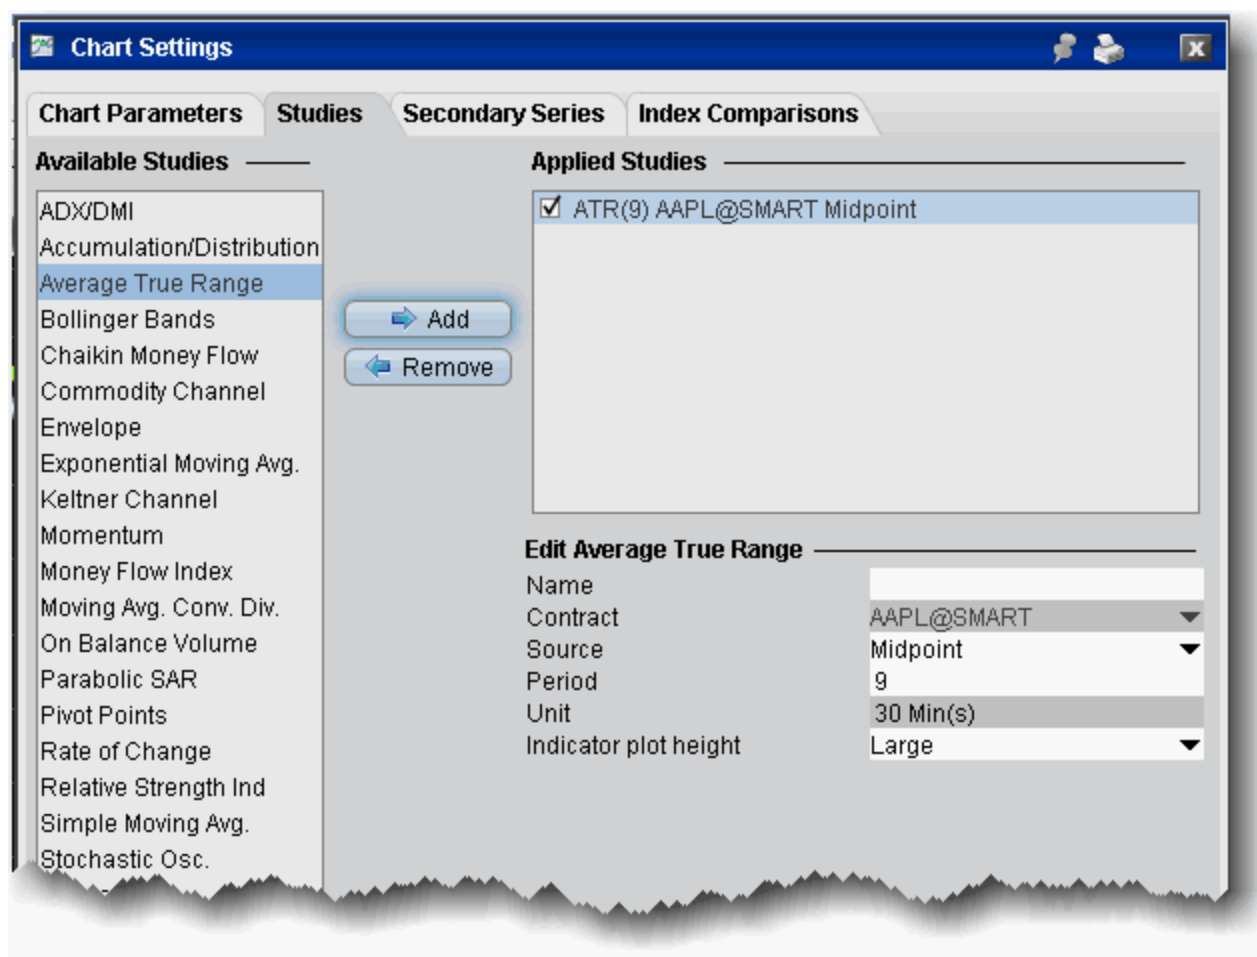 Chart Settings
Chart Parameters
Studies
Secondary Series
Index Comparisons
Available Studies
ADX/DMI
Accumulation/Distribution
Average True Range
Bollinger Bands
Chaikin Money Flow
Commodity Channel
Envelope
Exponential Moving Avg.
Keltner Channel
Momentum
Money Flow Index
Moving Avg. Conv. Div.
On Balance Volume
Parabolic SAR
Pivot Points
Rate of Change
Relative Strength Ind
Simple Moving Avg.
Stochastic Osc.
Add
Remove
Applied Studies
ATR(9) AAPL@SMART Midpoint
Edit Average True Range
Name
Contract AAPL@SMART
Source Midpoint
Period 9
Unit 30 Min(s)
Indicator plot height Large